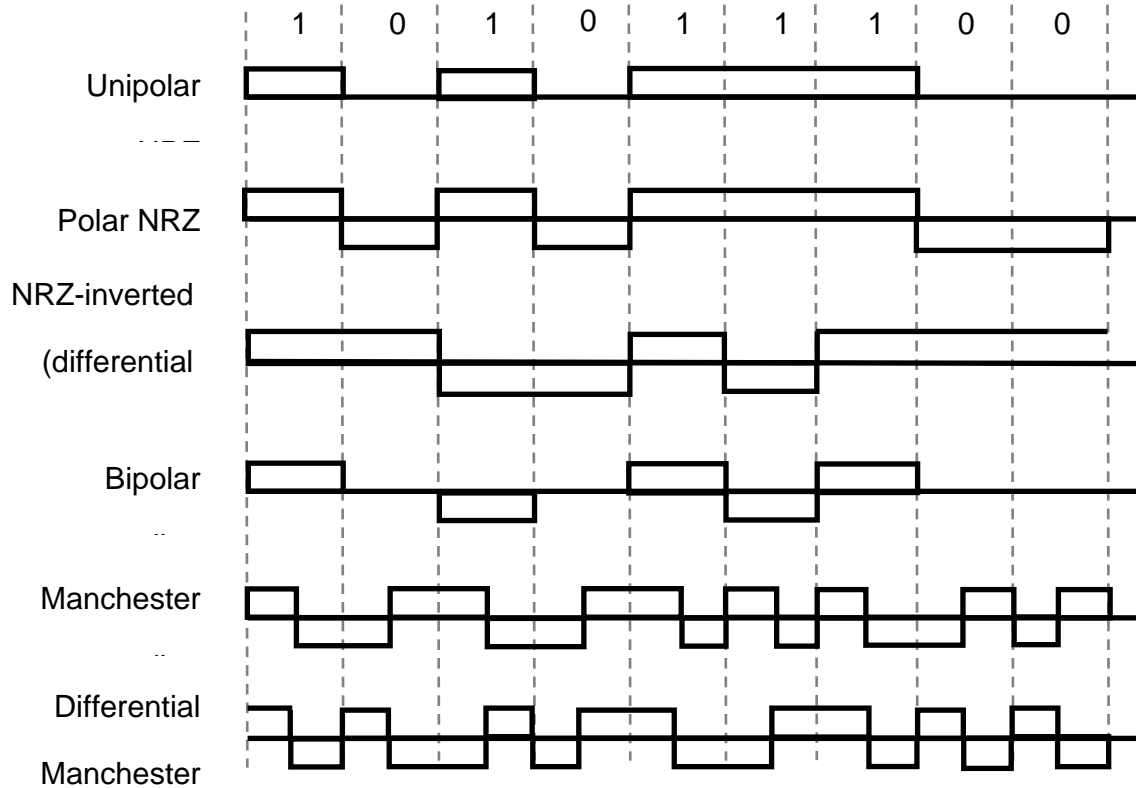 1 0 1 0 1 1 1 0 0
Unipolar
Polar NRZ
NRZ-inverted
(differential
Bipolar
Manchester
Differential
Manchester